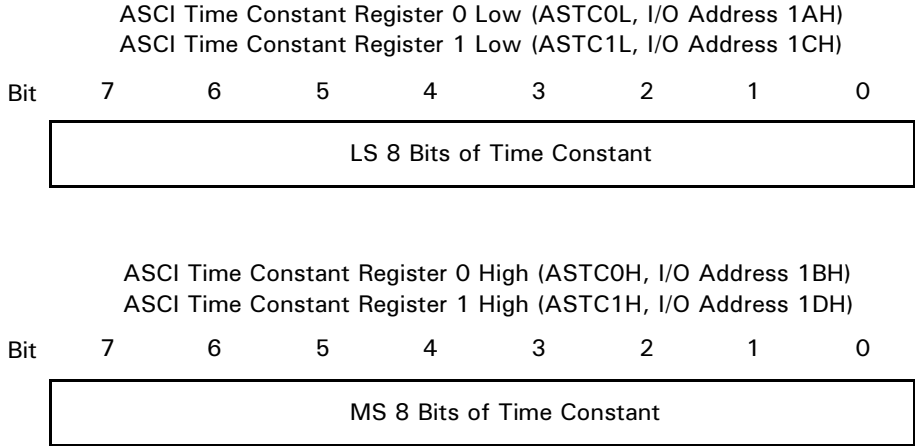 ASCI Time Constant Register 0 Low (ASTC0L, I/O Address 1AH)
ASCI Time Constant Register 1 Low (ASTC1L, I/O Address 1CH)
Bit 7 6 5 4 3 2 1 0
LS 8 Bits of Time Constant
ASCI Time Constant Register 0 High (ASTC0H, I/O Address 1BH)
ASCI Time Constant Register 1 High (ASTC1H, I/O Address 1DH)
Bit 7 6 5 4 3 2 1 0
MS 8 Bits of Time Constant